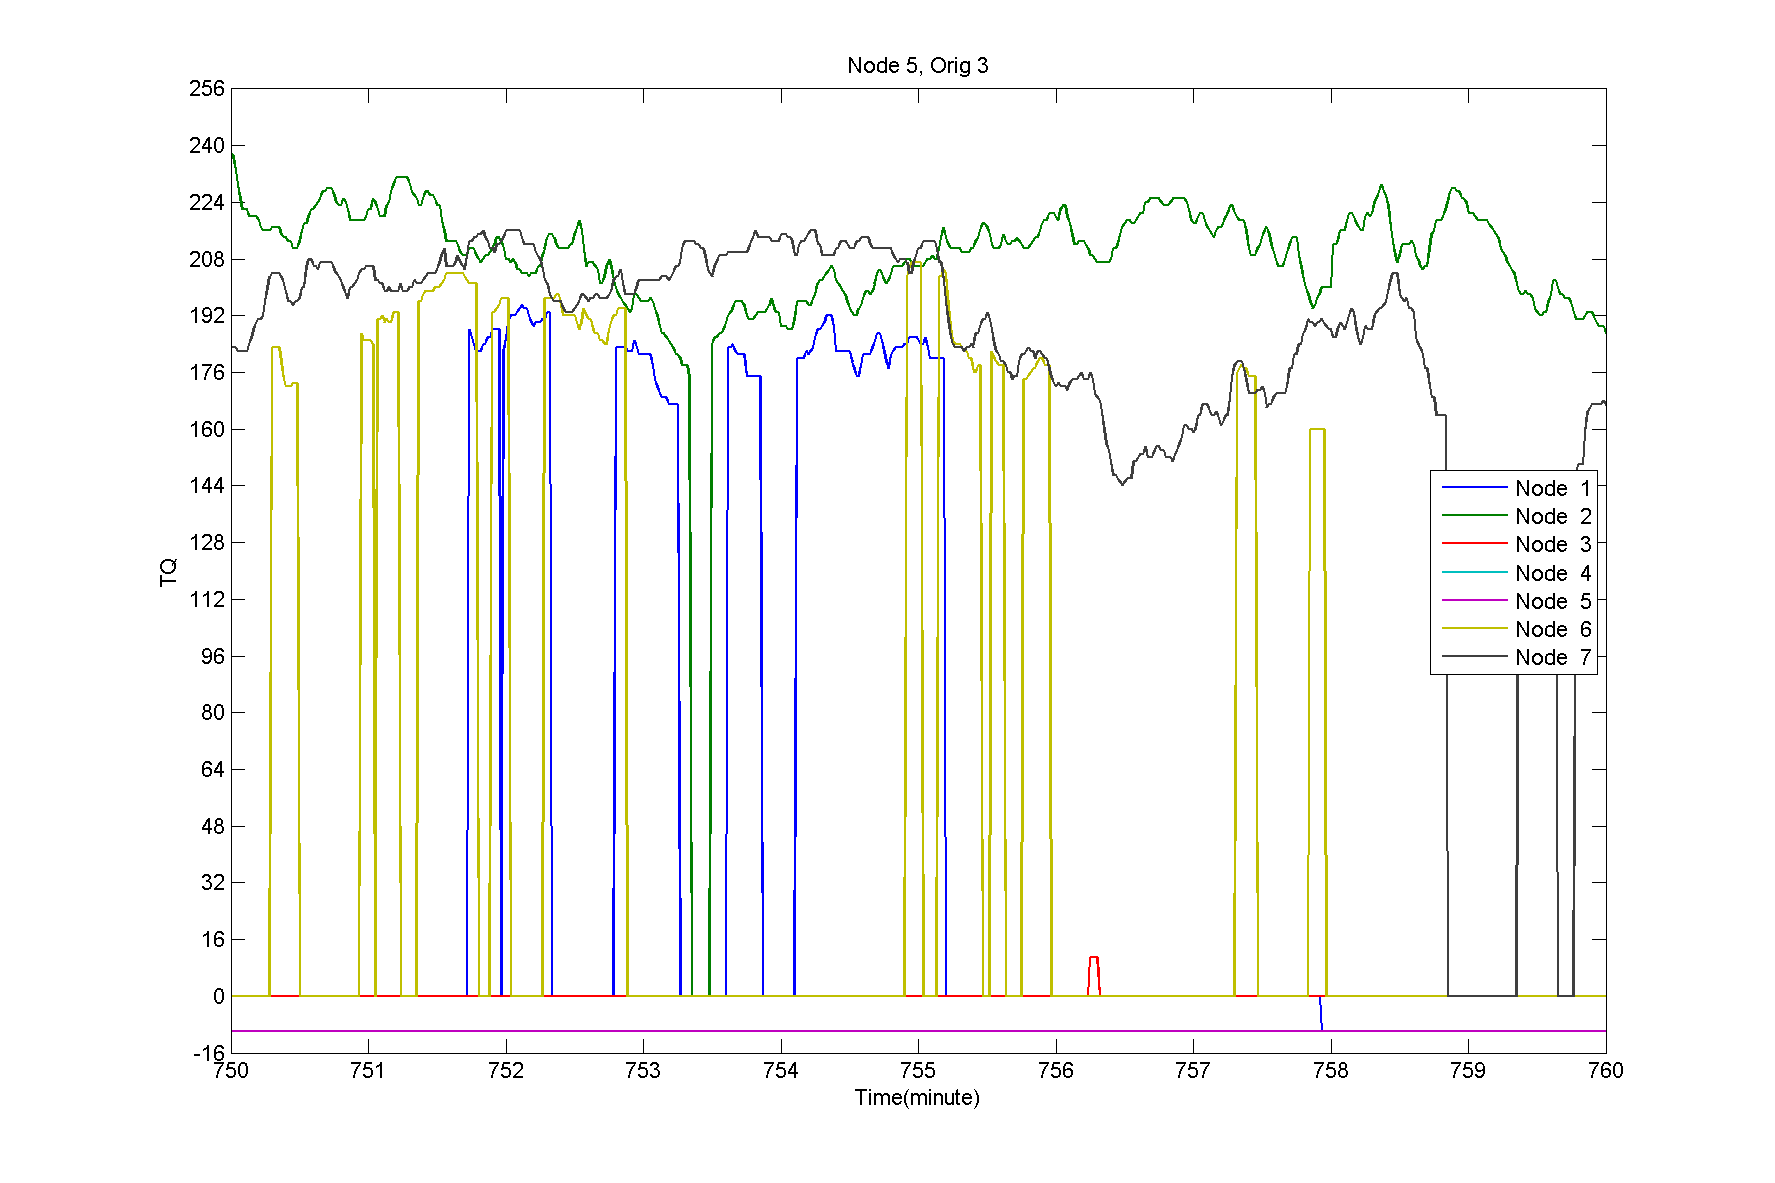 Node 5, Orig 3
256
240
224
208
192
176
160
144
128
112
96
80
64
48
32
16
0
-16
TQ
Node 1
Node 2
Node 3
Node 4
Node 5
Node 6
Node 7
750 751 752 753 754 755 756 757 758 759 760
Time(minute)